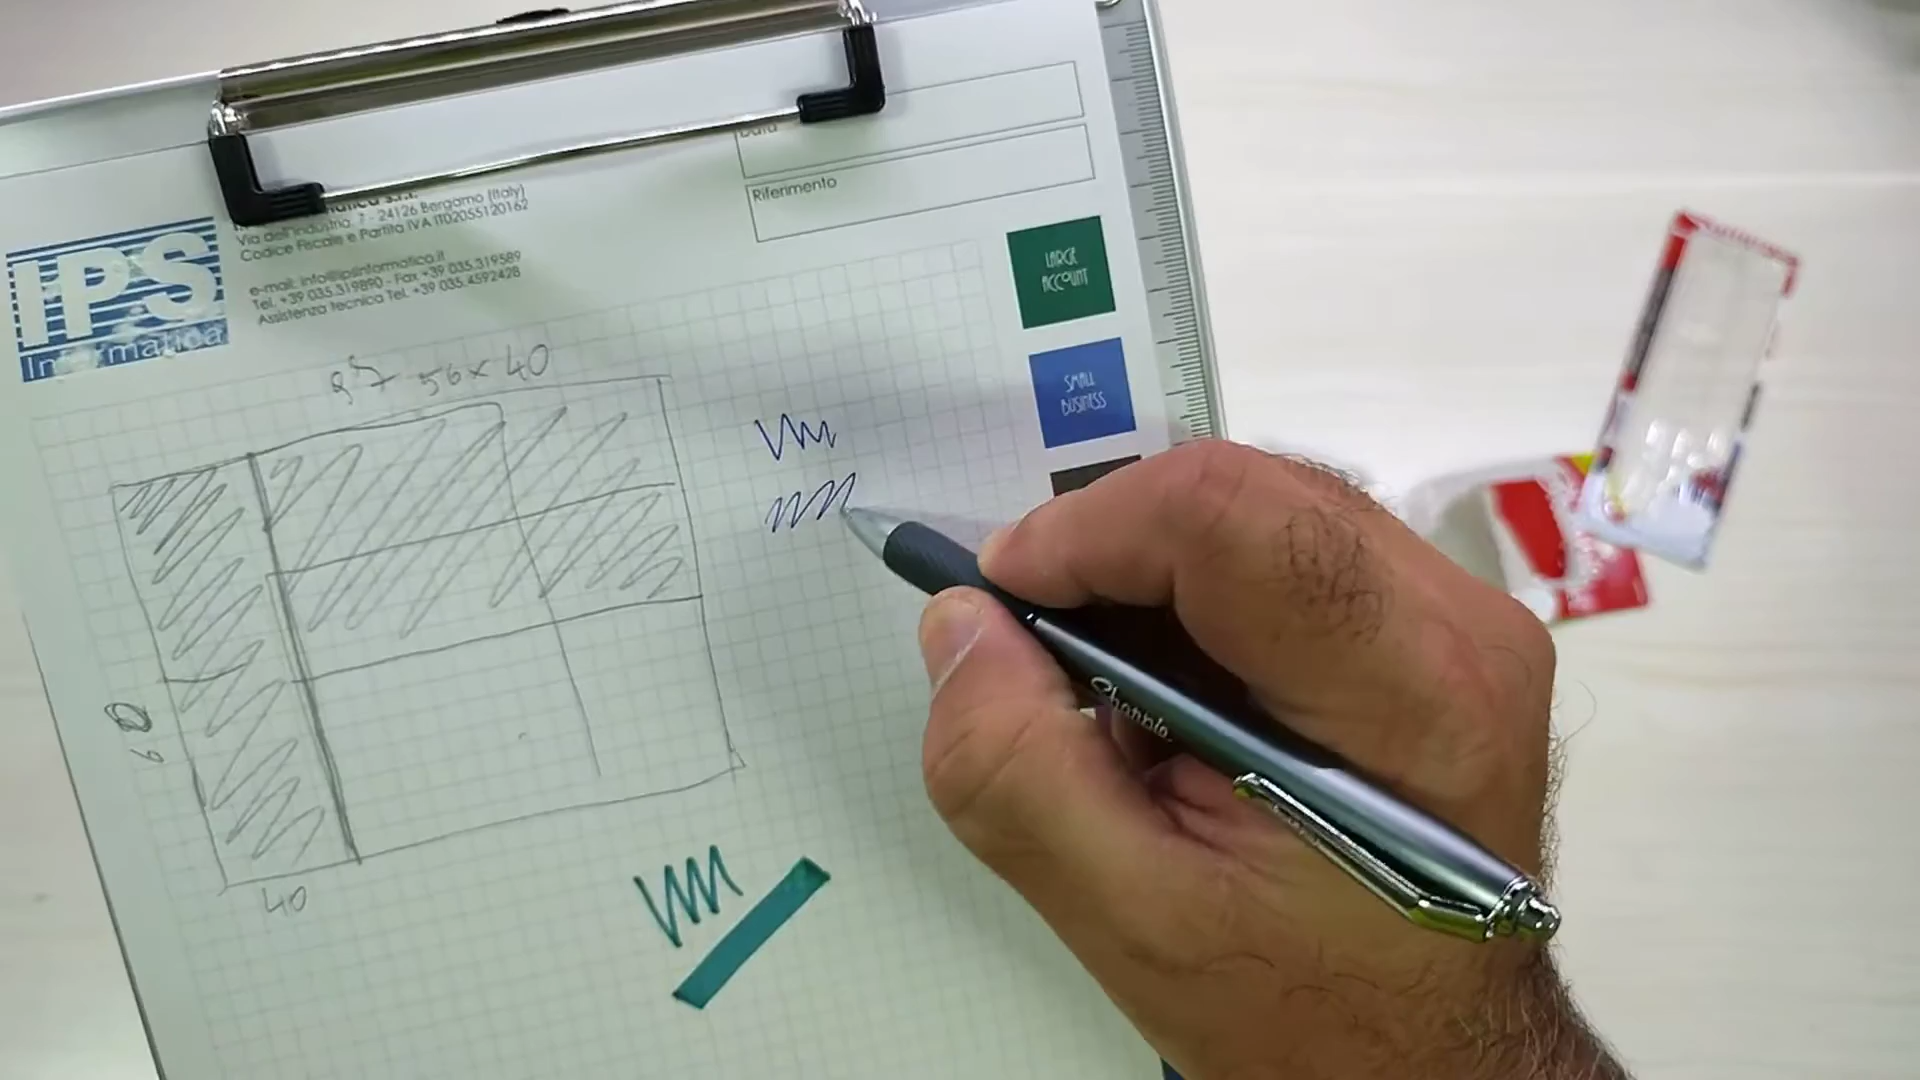 Data
Riferimento
Via dell'Industria, 7 - 24126 Bergamo (Italy)
Codice Fiscale e Partita IVA IT02055120162
e-mail: info@ipsinformatica.it
Tel. +39 035.319890 - Fax +39 035.319589
Assistenza tecnica Tel. +39 035.4592428
IPS
Informatica
LARGE
ACCOUNT
SMALL
BUSINESS
56 x 40
60
40
Sharpie.